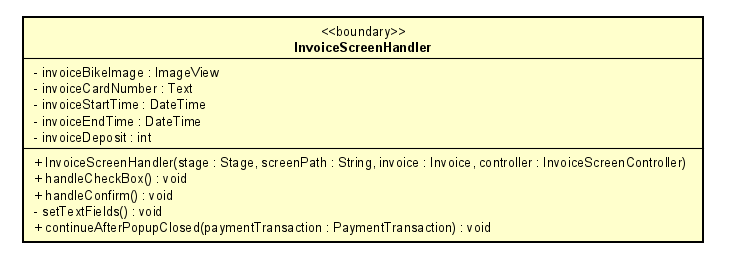 <<boundary>>
InvoiceScreenHandler
- invoiceBikeImage : ImageView
- invoiceCardNumber : Text
- invoiceStartTime : DateTime
- invoiceEndTime : DateTime
- invoiceDeposit : int
+ InvoiceScreenHandler(stage : Stage, screenPath : String, invoice : Invoice, controller : InvoiceScreenController)
+ handleCheckBox() : void
+ handleConfirm() : void
- setTextFields() : void
+ continueAfterPopupClosed(paymentTransaction : PaymentTransaction) : void